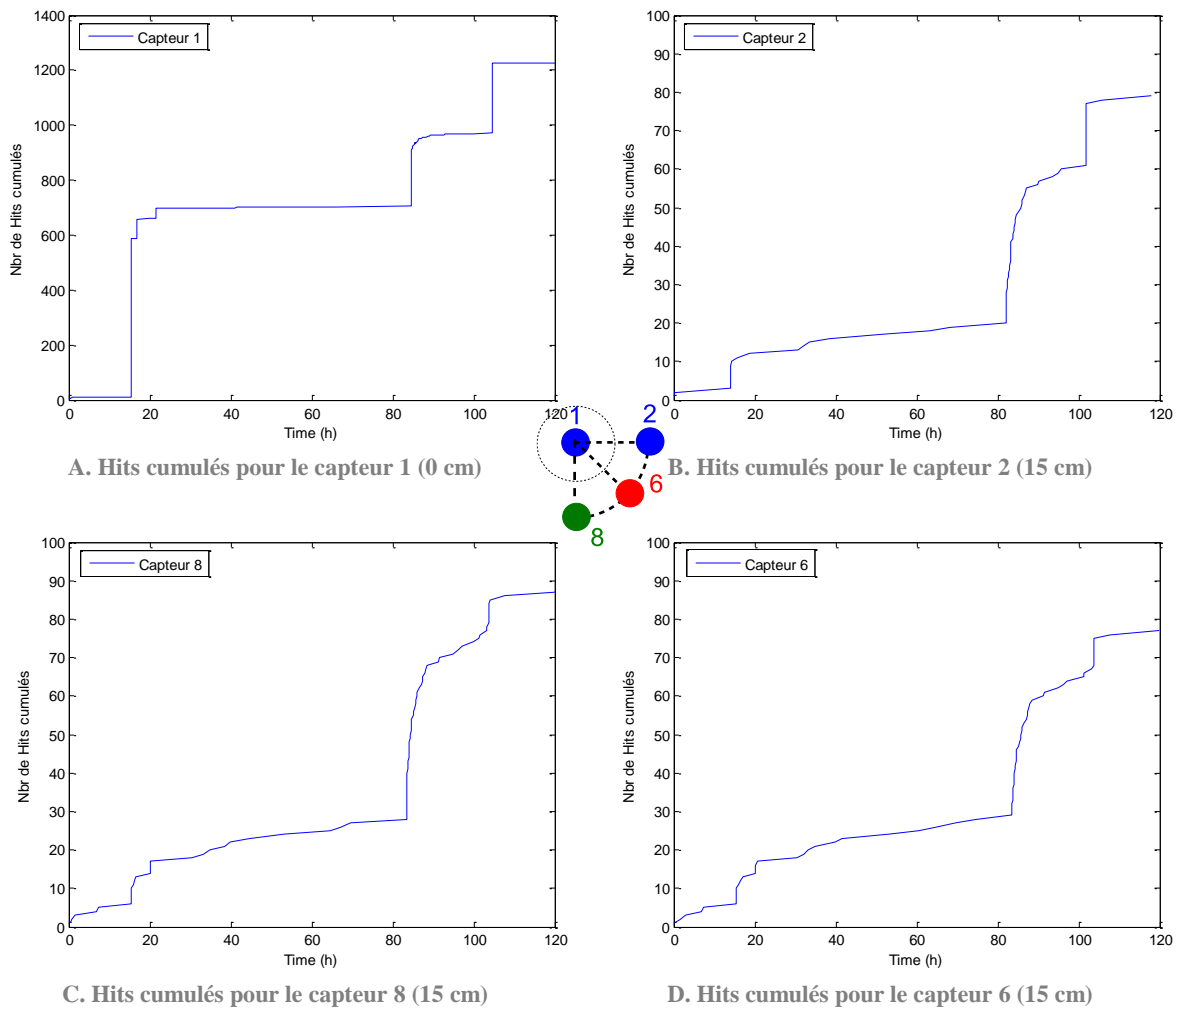 1400
1200
1000
800
600
400
200
0
Nbr de Hits cumulés
Capteur 1
0 20 40 60 80 100 120
Time (h)
A. Hits cumulés pour le capteur 1 (0 cm)
100
90
80
70
60
50
40
30
20
10
0
Nbr de Hits cumulés
Capteur 2
0 20 40 60 80 100 120
Time (h)
B. Hits cumulés pour le capteur 2 (15 cm)
1
2
6
8
100
90
80
70
60
50
40
30
20
10
0
Nbr de Hits cumulés
Capteur 8
0 20 40 60 80 100 120
Time (h)
C. Hits cumulés pour le capteur 8 (15 cm)
100
90
80
70
60
50
40
30
20
10
0
Nbr de Hits cumulés
Capteur 6
0 20 40 60 80 100 120
Time (h)
D. Hits cumulés pour le capteur 6 (15 cm)